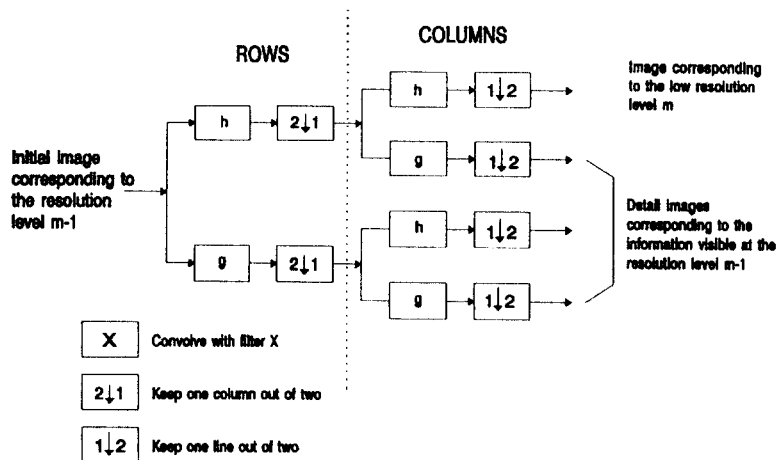 ROWS
COLUMNS
Initial image
corresponding to
the resolution
level m-1
h
2↓1
g
2↓1
h
1↓2
g
1↓2
h
1↓2
g
1↓2
Image corresponding
to the low resolution
level m
Detail images
corresponding to the
information visible at the
resolution level m-1
X
Convolve with filter X
2↓1
Keep one column out of two
1↓2
Keep one line out of two